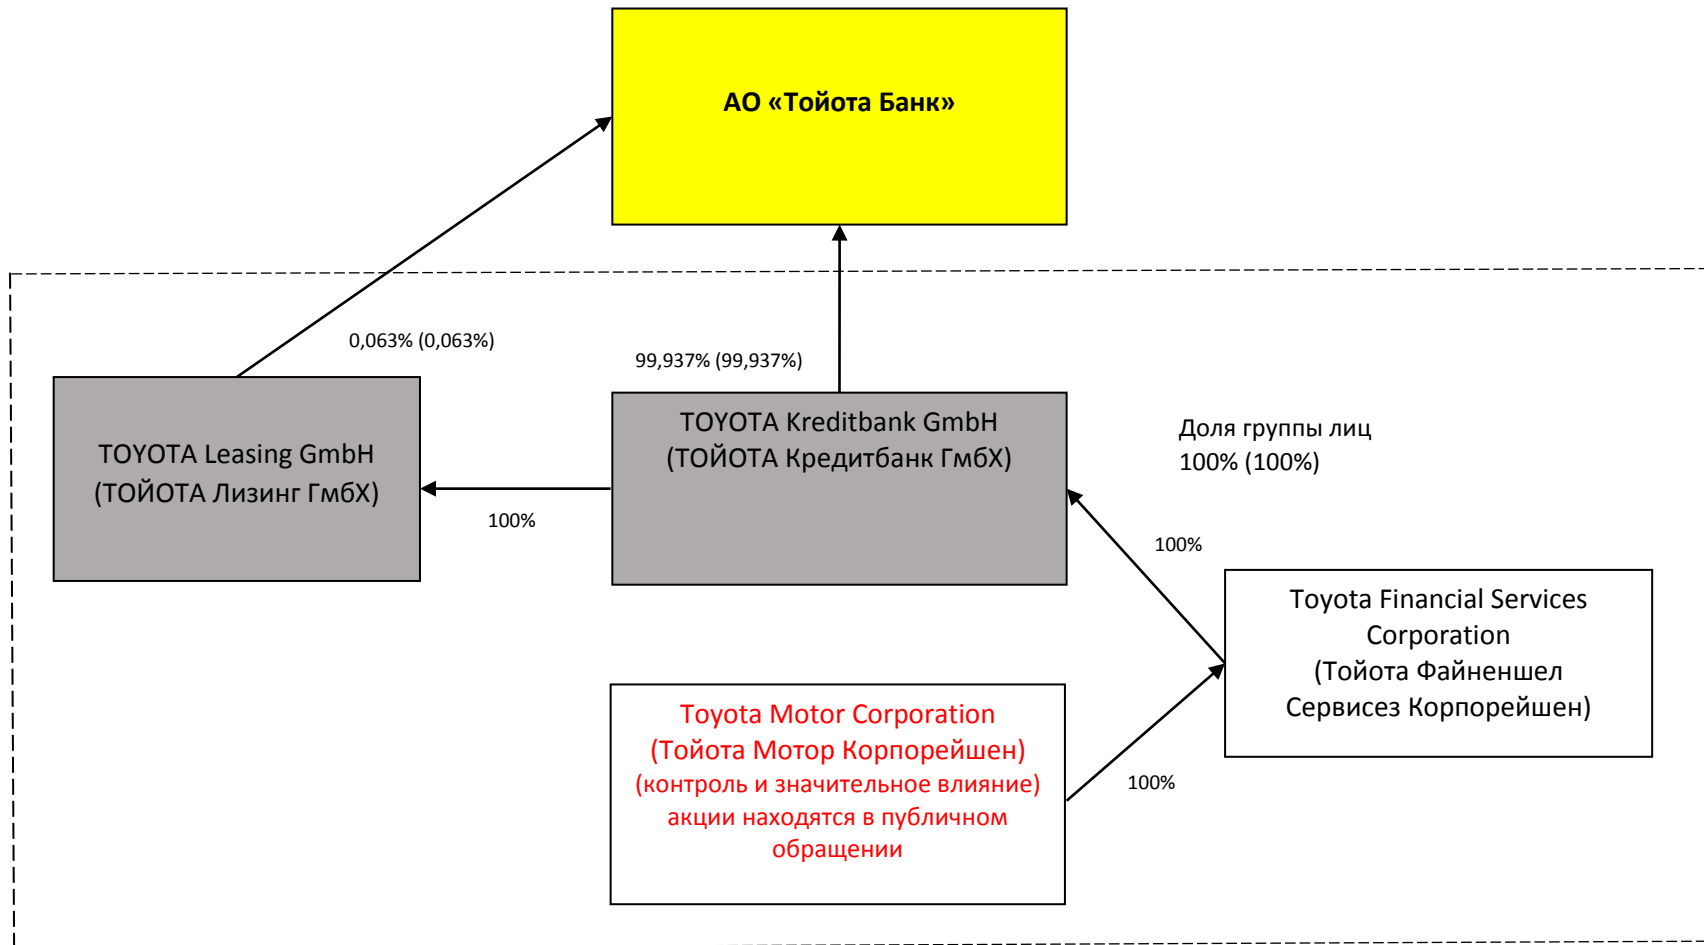 АО «Тойота Банк»
0,063% (0,063%)
99,937% (99,937%)
TOYOTA Leasing GmbH
(ТОЙОТА Лизинг ГмбХ)
100%
TOYOTA Kreditbank GmbH
(ТОЙОТА Кредитбанк ГмбХ)
Доля группы лиц
100% (100%)
100%
Toyota Financial Services
Corporation
(Тойота Файненшел
Сервисез Корпорейшен)
Toyota Motor Corporation
(Тойота Мотор Корпорейшен)
(контроль и значительное влияние)
акции находятся в публичном
обращении
100%